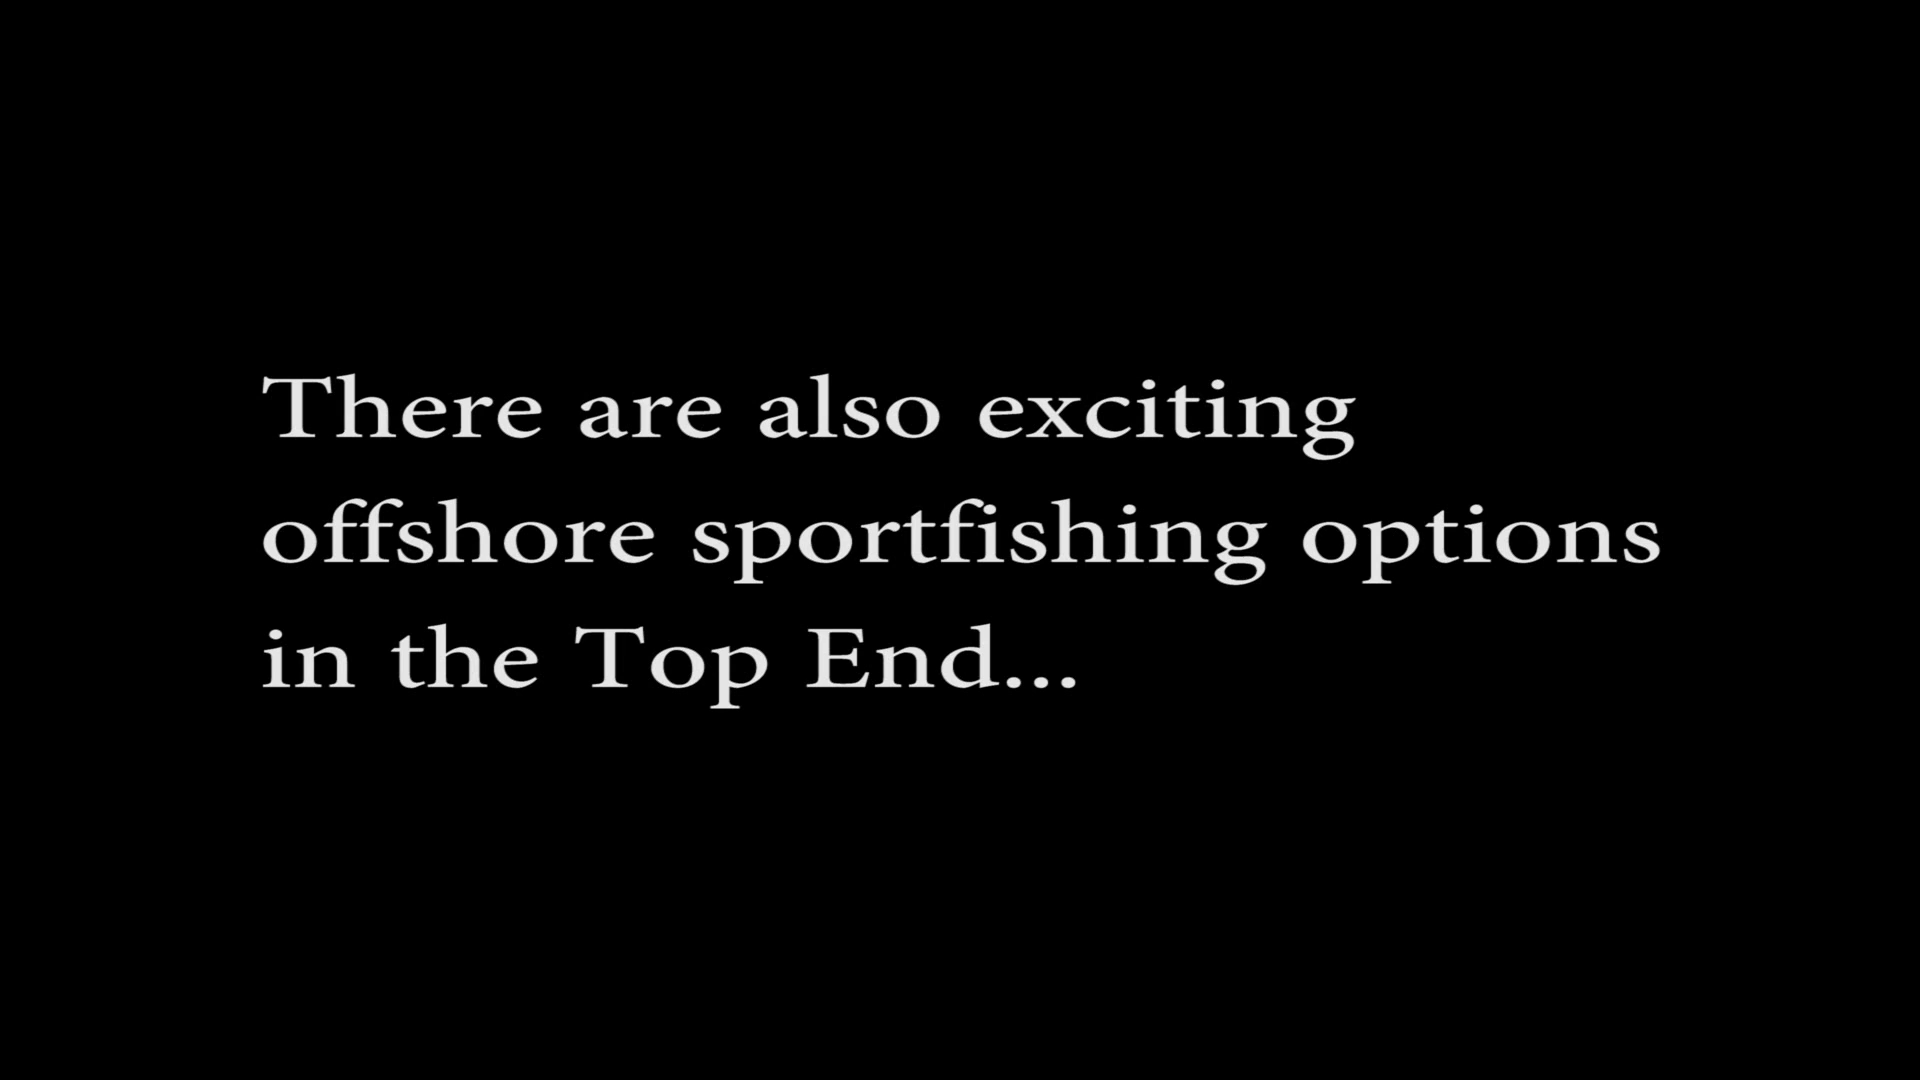 There are also exciting
offshore sportfishing options
in the Top End...